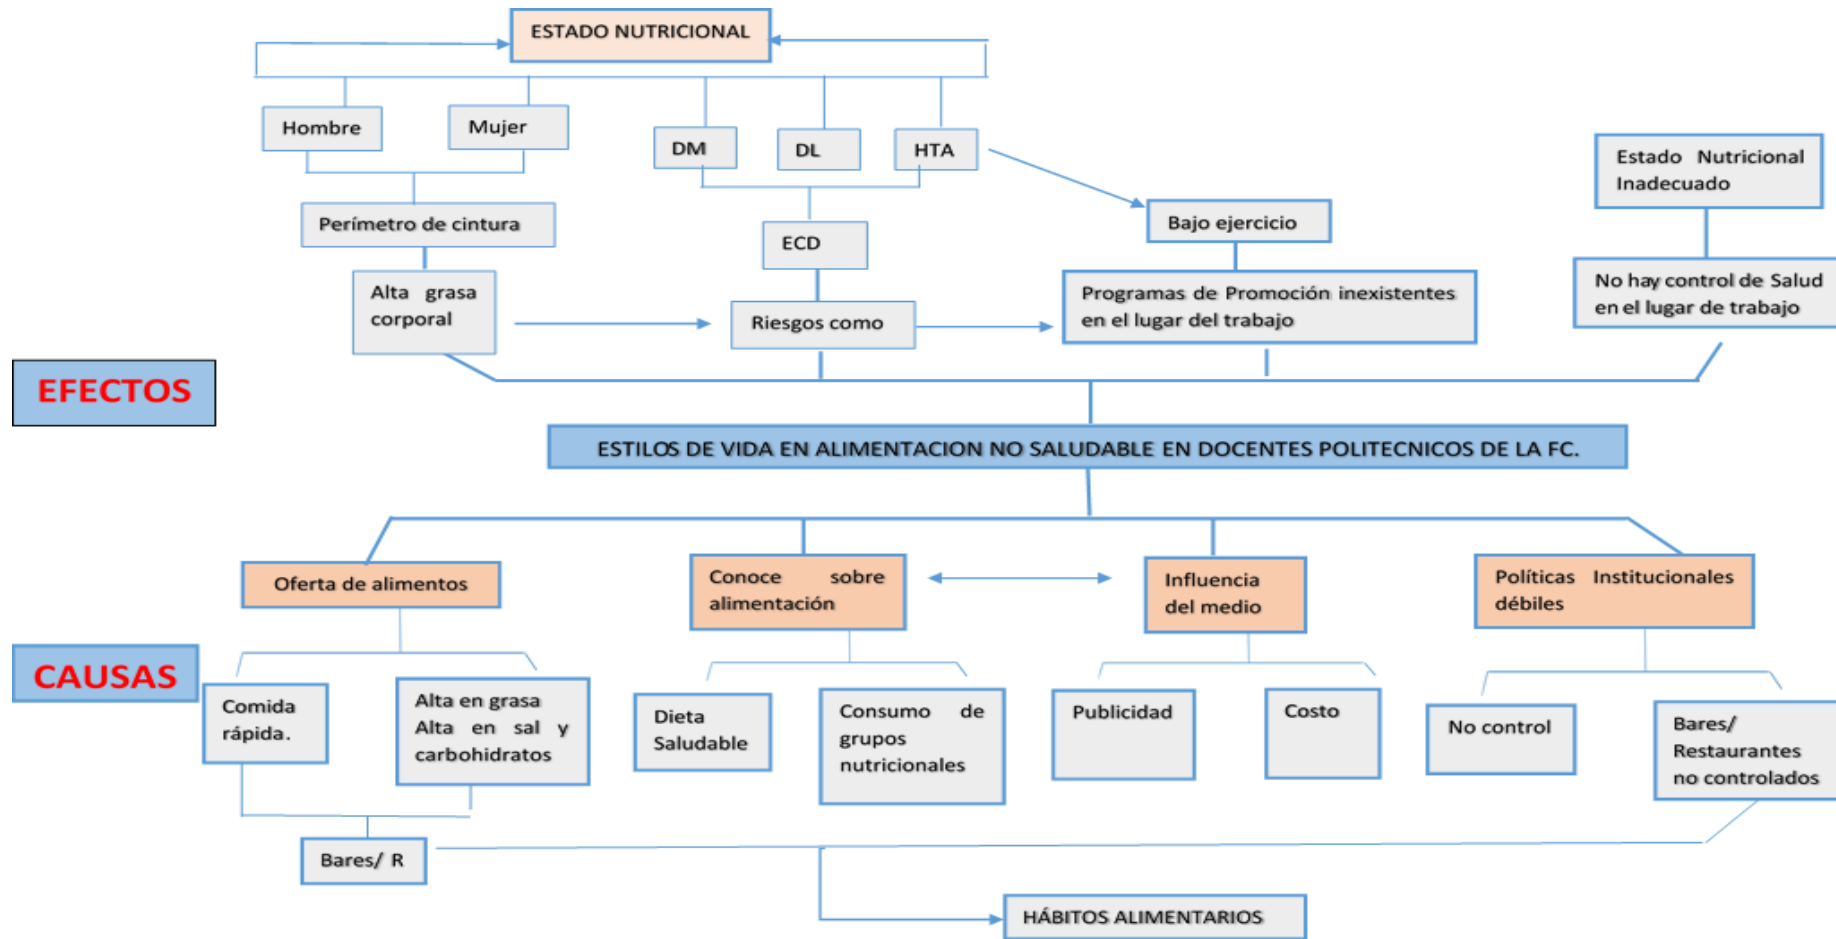 ESTADO NUTRICIONAL
Hombre
Mujer
DM
DL
HTA
Estado Nutricional
Inadecuado
Perímetro de cintura
ECD
Bajo ejercicio
Alta grasa
corporal
Riesgos como
Programas de Promoción inexistentes
en el lugar del trabajo
No hay control de Salud
en el lugar de trabajo
EFECTOS
ESTILOS DE VIDA EN ALIMENTACION NO SALUDABLE EN DOCENTES POLITECNICOS DE LA FC.
Oferta de alimentos
Conoce sobre
alimentación
Influencia
del medio
Políticas Institucionales
débiles
CAUSAS
Comida
rápida.
Alta en grasa
Alta en sal y
carbohidratos
Dieta
Saludable
Consumo de
grupos
nutricionales
Publicidad
Costo
No control
Bares/
Restaurantes
no controlados
Bares/ R
HÁBITOS ALIMENTARIOS